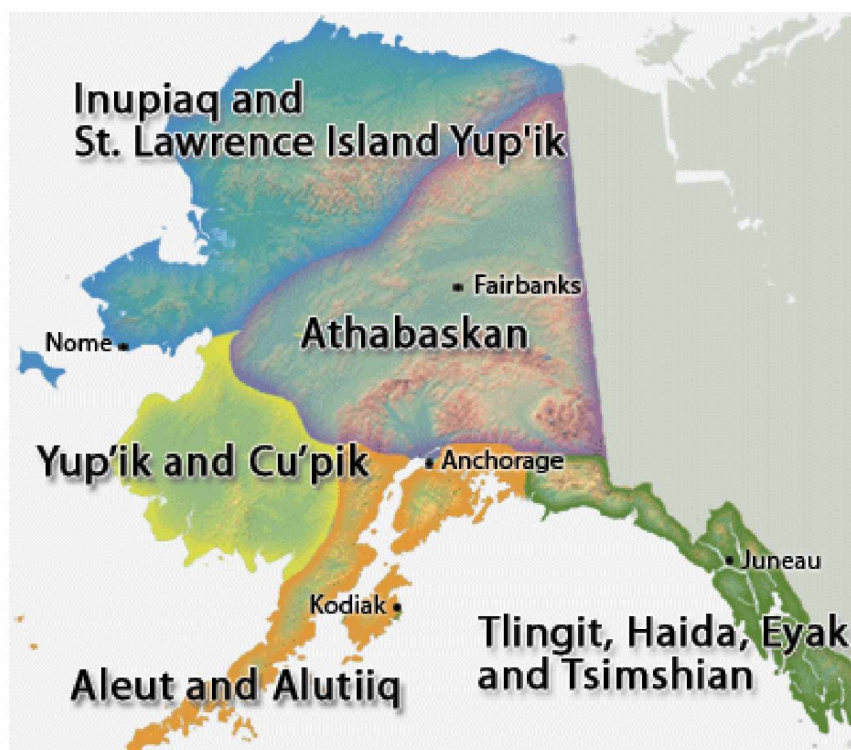 Inupiaq and
St. Lawrence Island Yup'ik
Fairbanks
Athabaskan
Nome
Yup’ik and Cu’pik
Anchorage
Juneau
Kodiak
Tlingit, Haida, Eyak
and Tsimshian
Aleut and Alutiiq